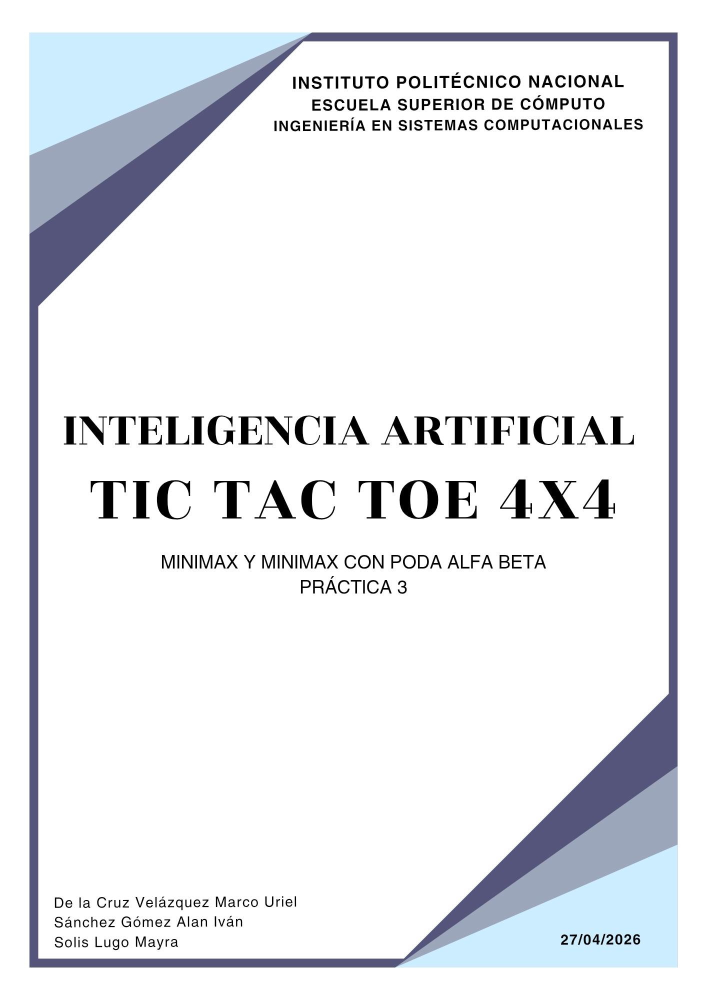 INSTITUTO POLITÉCNICO NACIONAL
ESCUELA SUPERIOR DE CÓMPUTO
INGENIERÍA EN SISTEMAS COMPUTACIONALES
INTELIGENCIA ARTIFICIAL
TIC TAC TOE 4X4
MINIMAX Y MINIMAX CON PODA ALFA BETA
PRÁCTICA 3
De la Cruz Velázquez Marco Uriel
Sánchez Gómez Alan Iván
Solis Lugo Mayra
27/04/2026